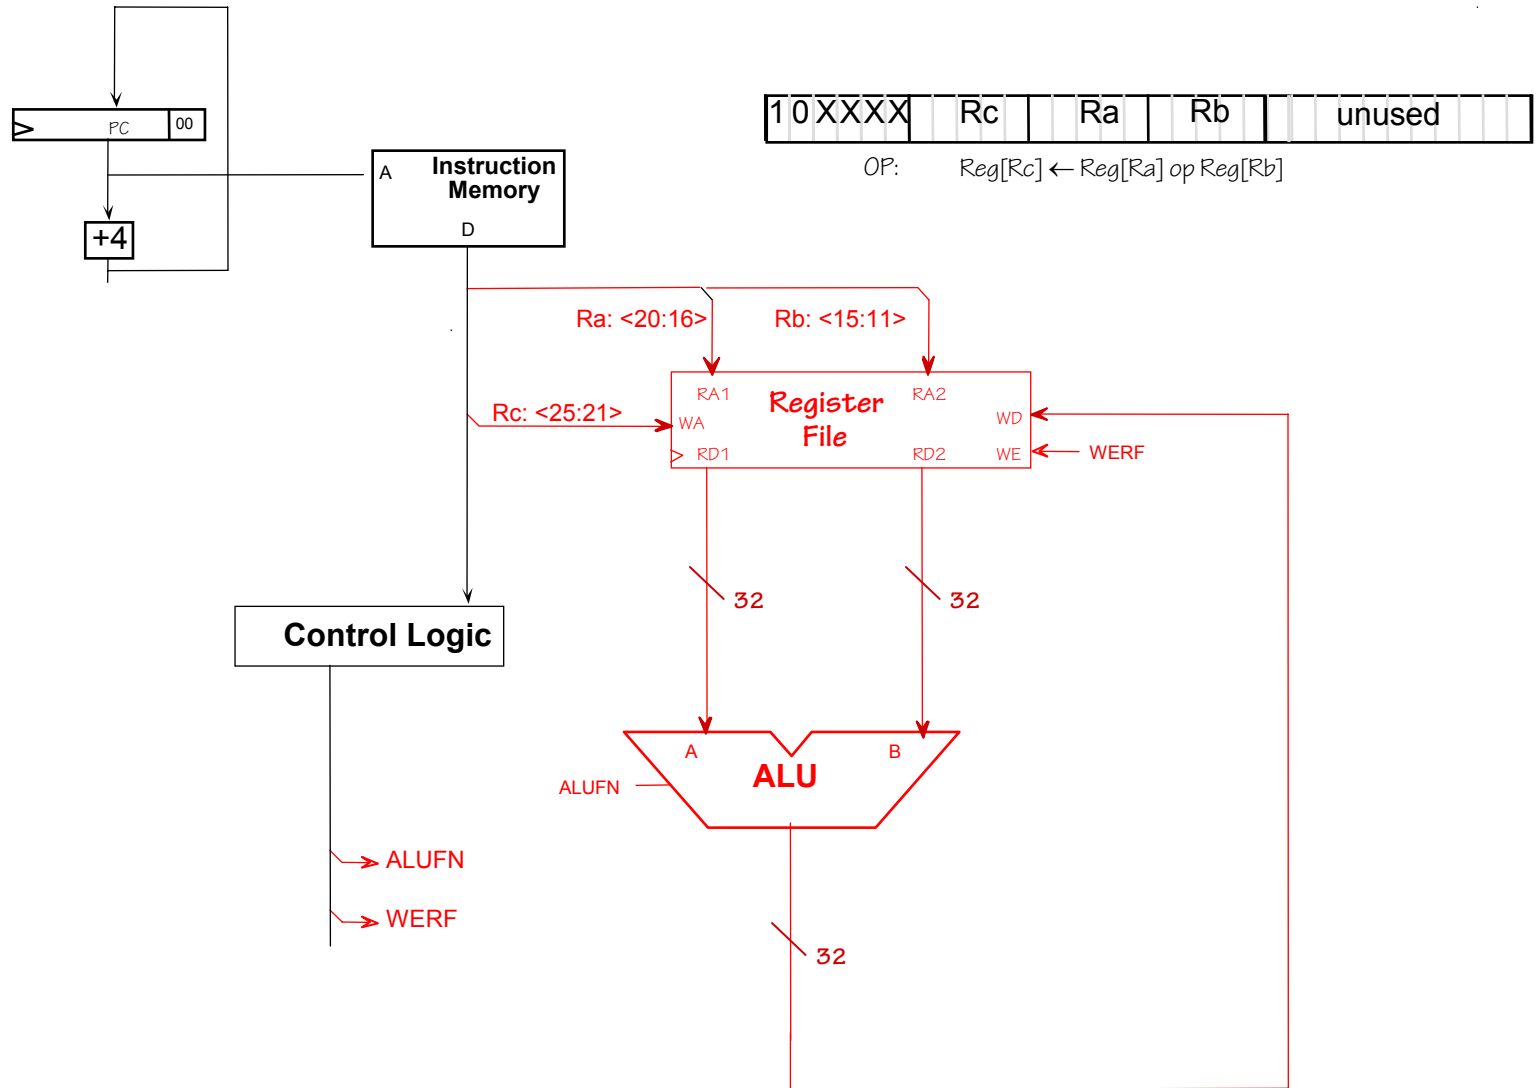 PC 00
+4
A Instruction
Memory
D
1 0 X X X X Rc Ra Rb unused
OP: Reg[Rc] ← Reg[Ra] op Reg[Rb]
Ra: <20:16> Rb: <15:11>
RA1 Register RA2
Rc: <25:21> WA File WD
RD1 RD2 WE WERF
32 32
Control Logic
A B
ALUFN ALU
ALUFN
WERF
32